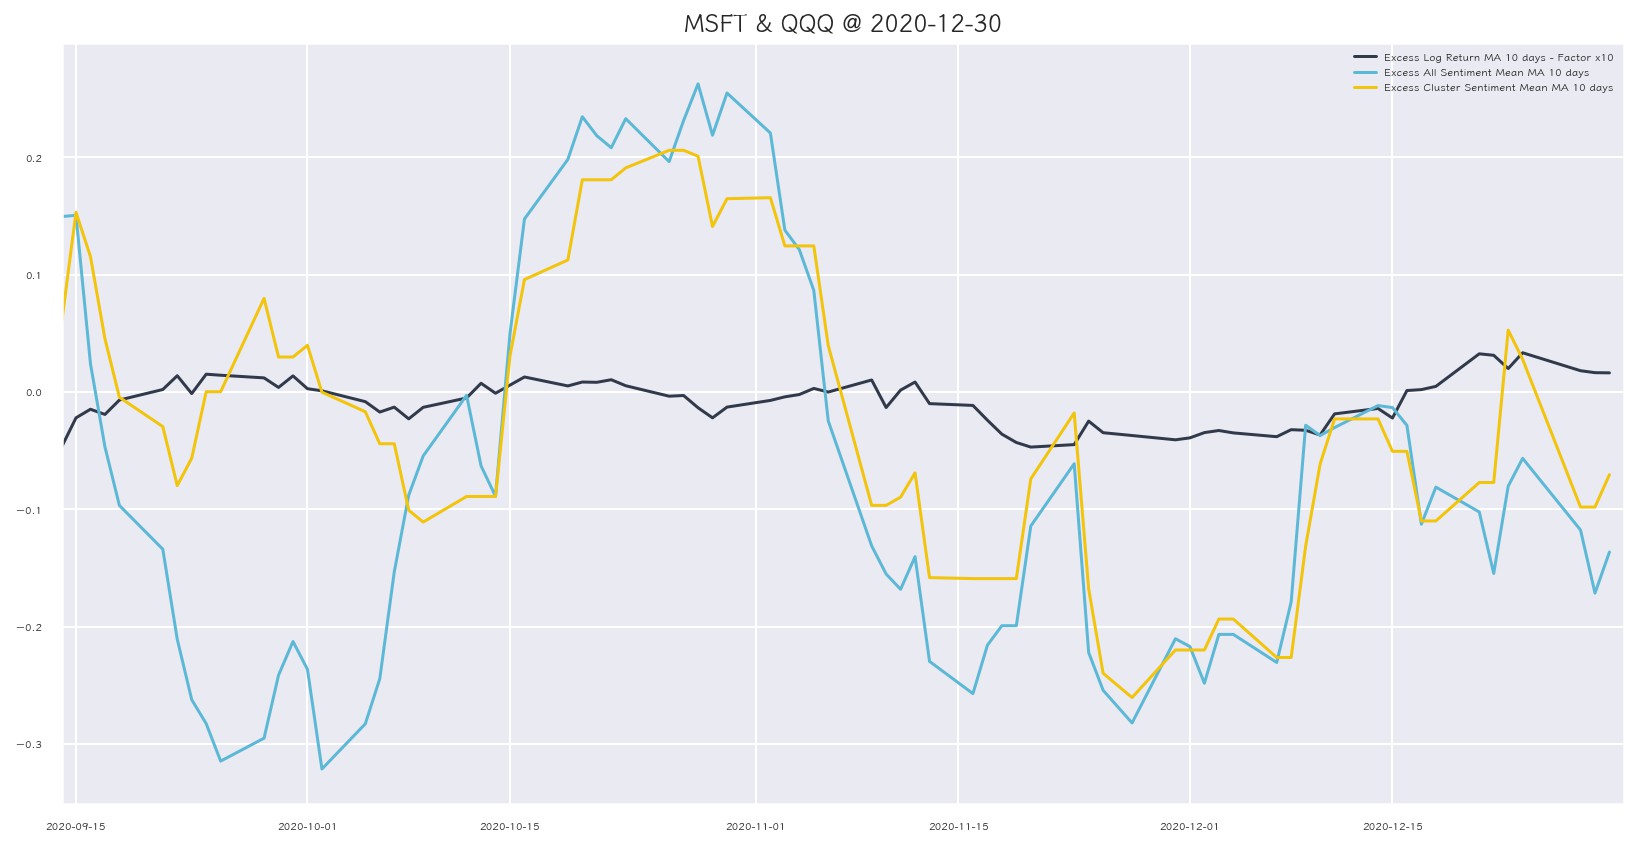 MSFT & QQQ @ 2020-12-30
Excess Log Return MA 10 days - Factor x10
Excess All Sentiment Mean MA 10 days
Excess Cluster Sentiment Mean MA 10 days
0.2
0.1
0.0
−0.1
−0.2
−0.3
2020-09-15 2020-10-01 2020-10-15 2020-11-01 2020-11-15 2020-12-01 2020-12-15